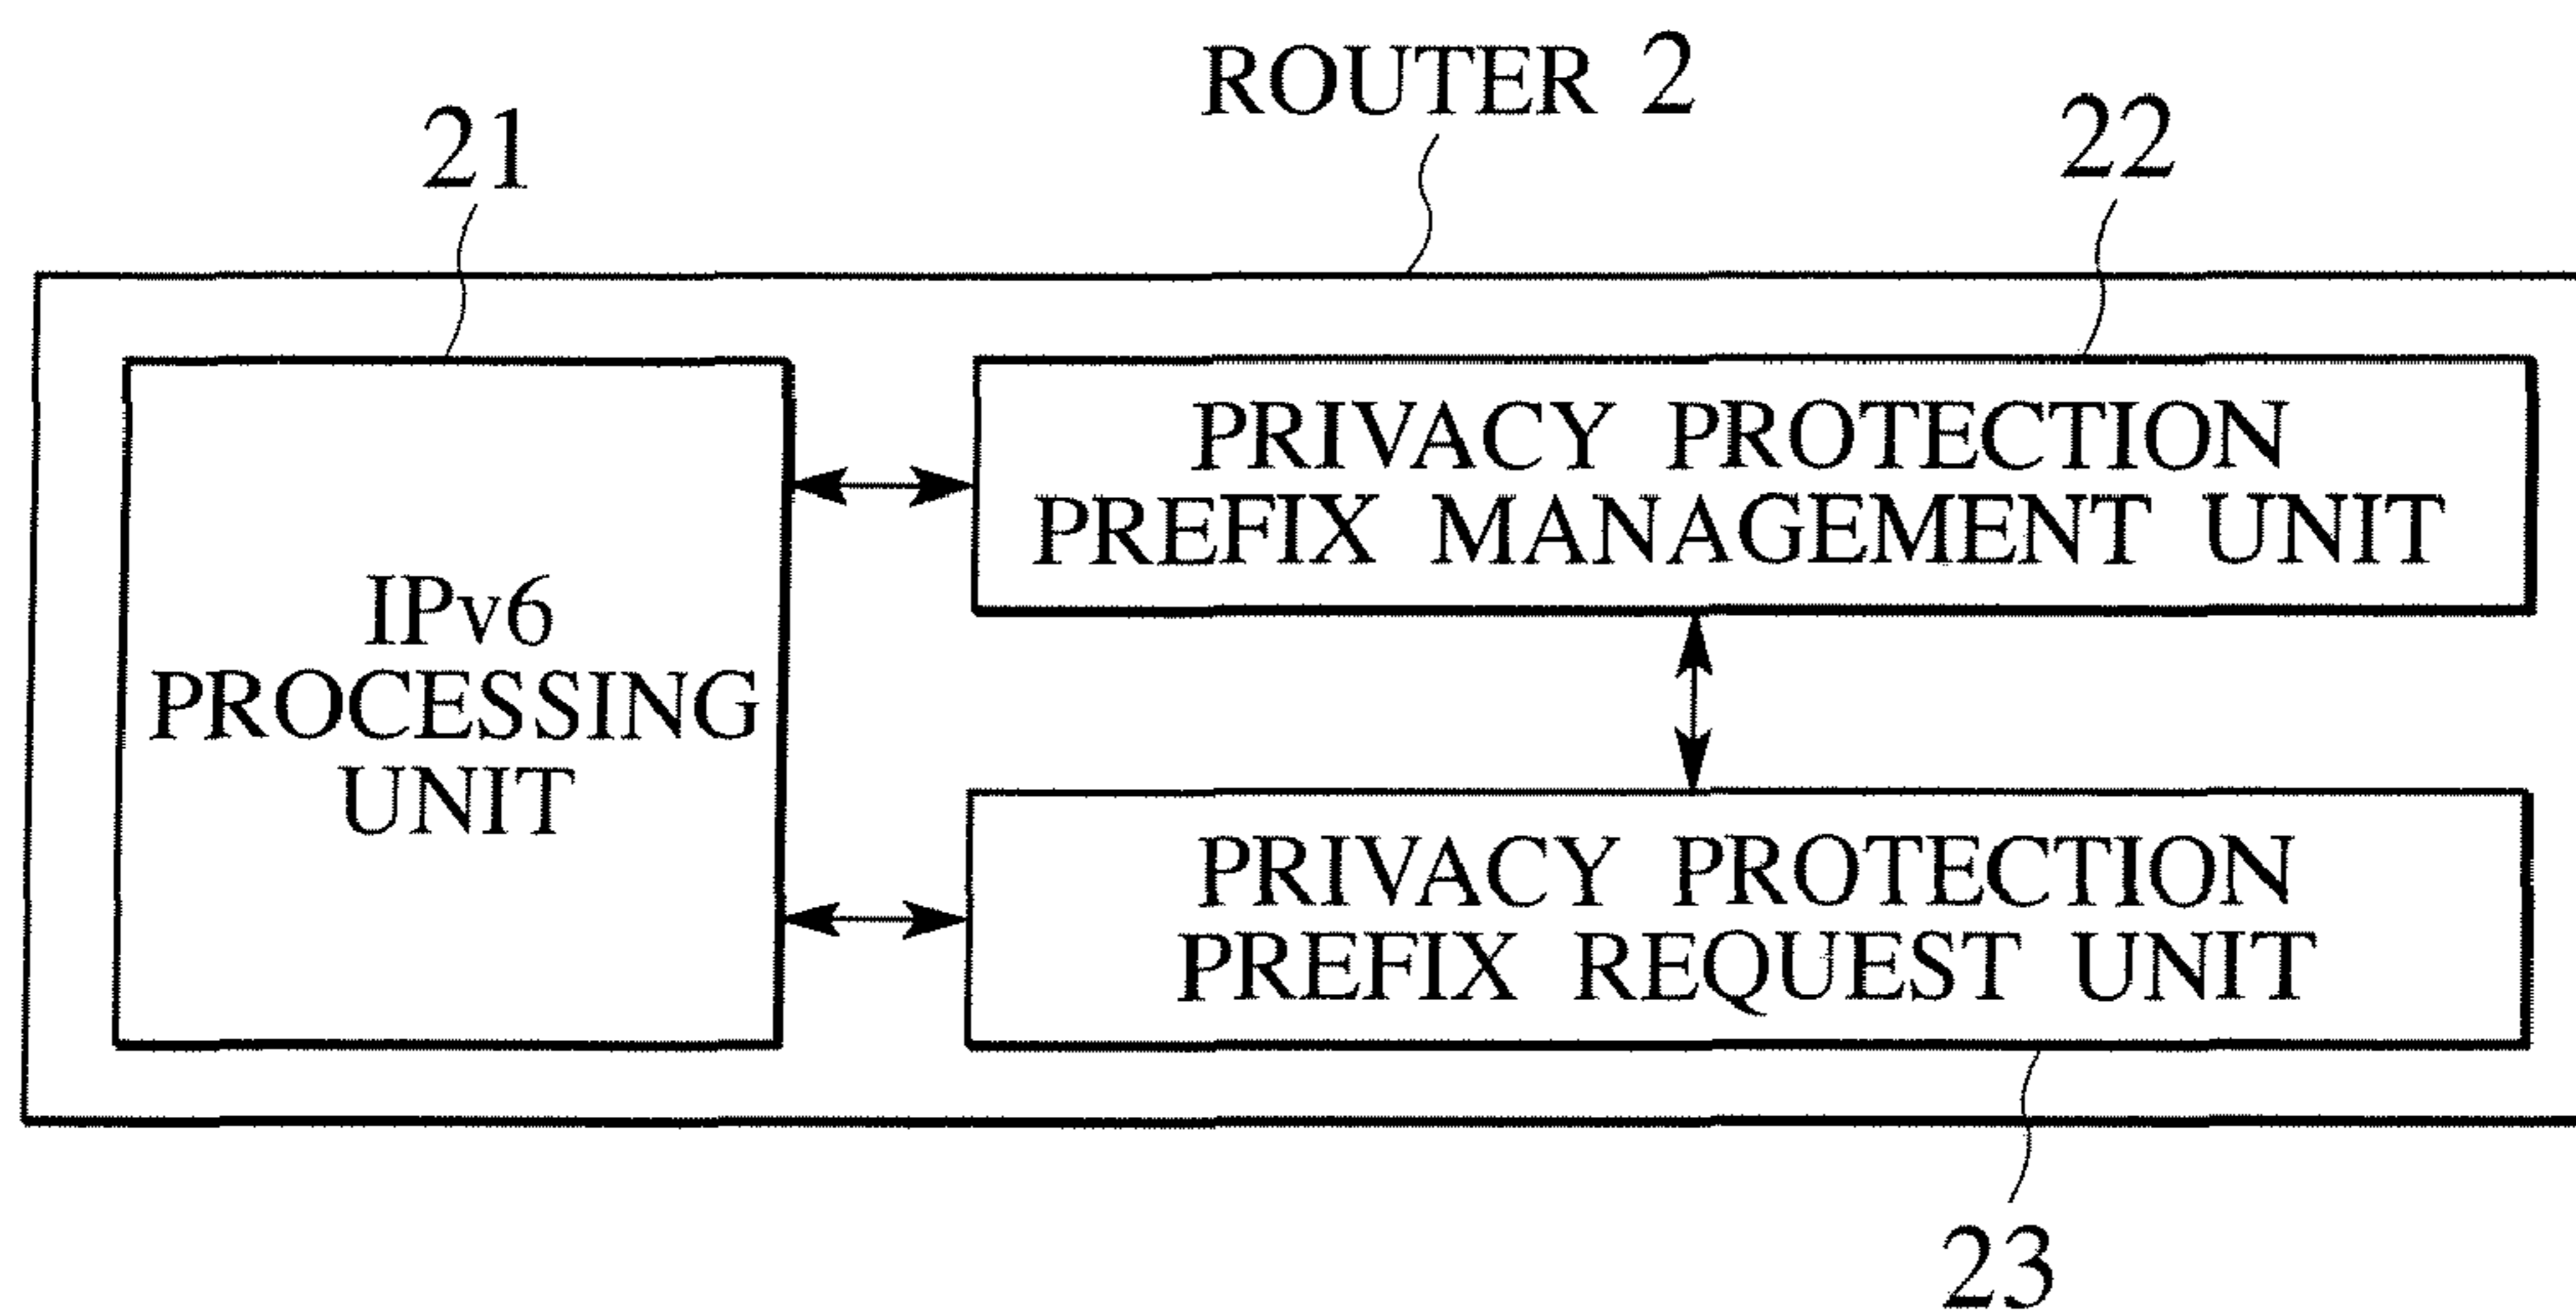 ROUTER 2
21
22
IPv6
PROCESSING
UNIT
PRIVACY PROTECTION
PREFIX MANAGEMENT UNIT
PRIVACY PROTECTION
PREFIX REQUEST UNIT
23